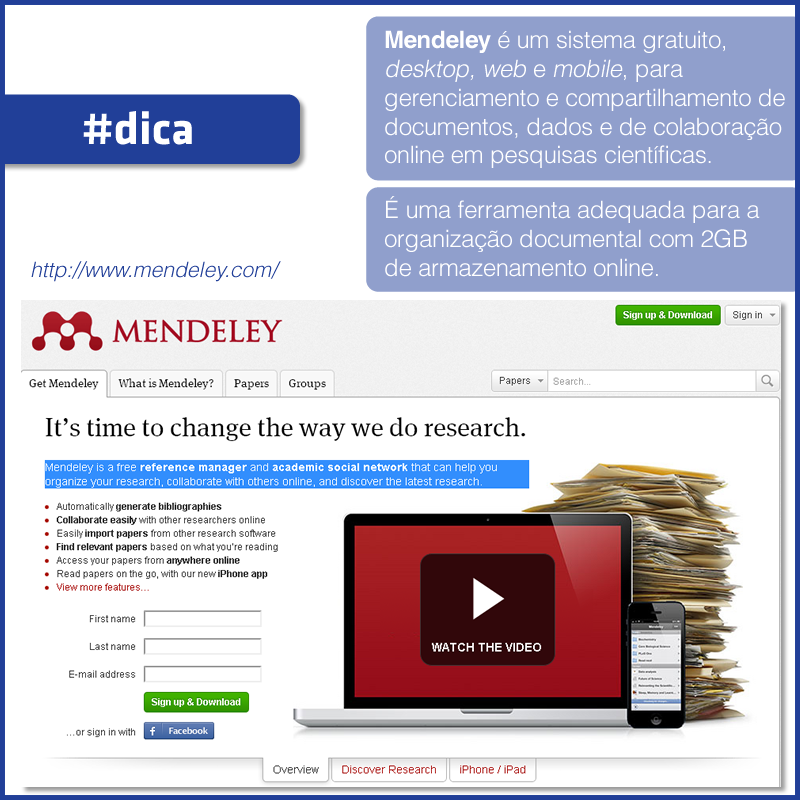 #dica
http://www.mendeley.com/
Mendeley é um sistema gratuito,
desktop, web e mobile, para
gerenciamento e compartilhamento de
documentos, dados e de colaboração
online em pesquisas científicas.
É uma ferramenta adequada para a
organização documental com 2GB
de armazenamento online.
MENDELEY
Sign up & Download
Sign in
Get Mendeley
What is Mendeley?
Papers
Groups
Papers
Search...
It's time to change the way we do research.
Mendeley is a free reference manager and academic social network that can help you
organize your research, collaborate with others online, and discover the latest research.
Automatically generate bibliographies
Collaborate easily with other researchers online
Easily import papers from other research software
Find relevant papers based on what you're reading
Access your papers from anywhere online
Read papers on the go, with our new iPhone app
View more features...
First name
Last name
E-mail address
Sign up & Download
...or sign in with
f Facebook
WATCH THE VIDEO
Mendeley
Overview
Discover Research
iPhone / iPad